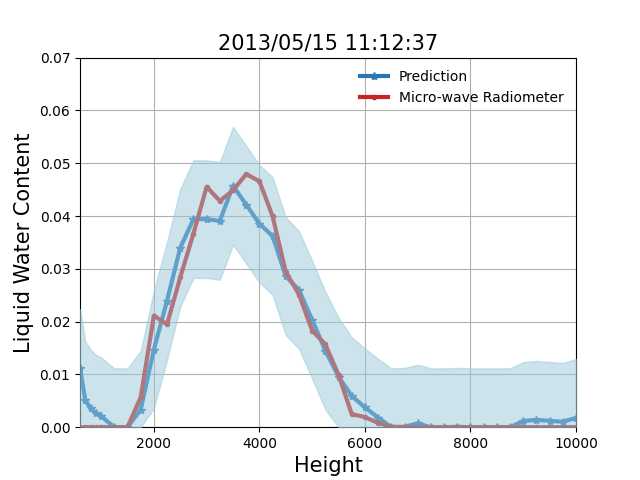 2013/05/15 11:12:37
0.07
0.06
0.05
0.04
0.03
0.02
0.01
0.00
Liquid Water Content
Prediction
Micro-wave Radiometer
2000 4000 6000 8000 10000
Height